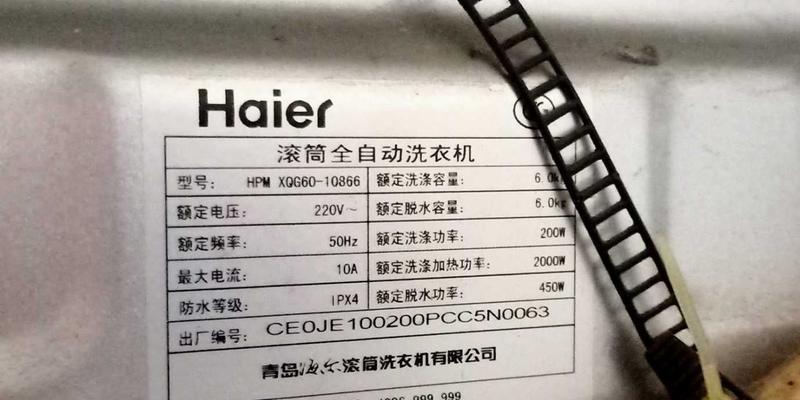 Haier
滚筒全自动洗衣机
型号: HPM XQG60-10866 额定洗涤容量: 6.0kg
额定电压: 220V~ 额定脱水容量: 6.0kg
额定频率: 50Hz 额定洗涤功率: 200W
最大电流: 10A 额定洗涤加热功率: 2000W
防水等级: IPX4 额定脱水功率: 450W
出厂编号: CE0JE100200PCC5N0063
青岛海尔滚筒洗衣机有限公司
999 999